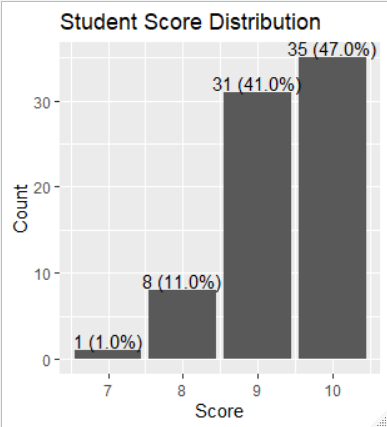 Student Score Distribution
35 (47.0%)
31 (41.0%)
8 (11.0%)
1 (1.0%)
30
20
10
0
Count
7 8 9 10
Score